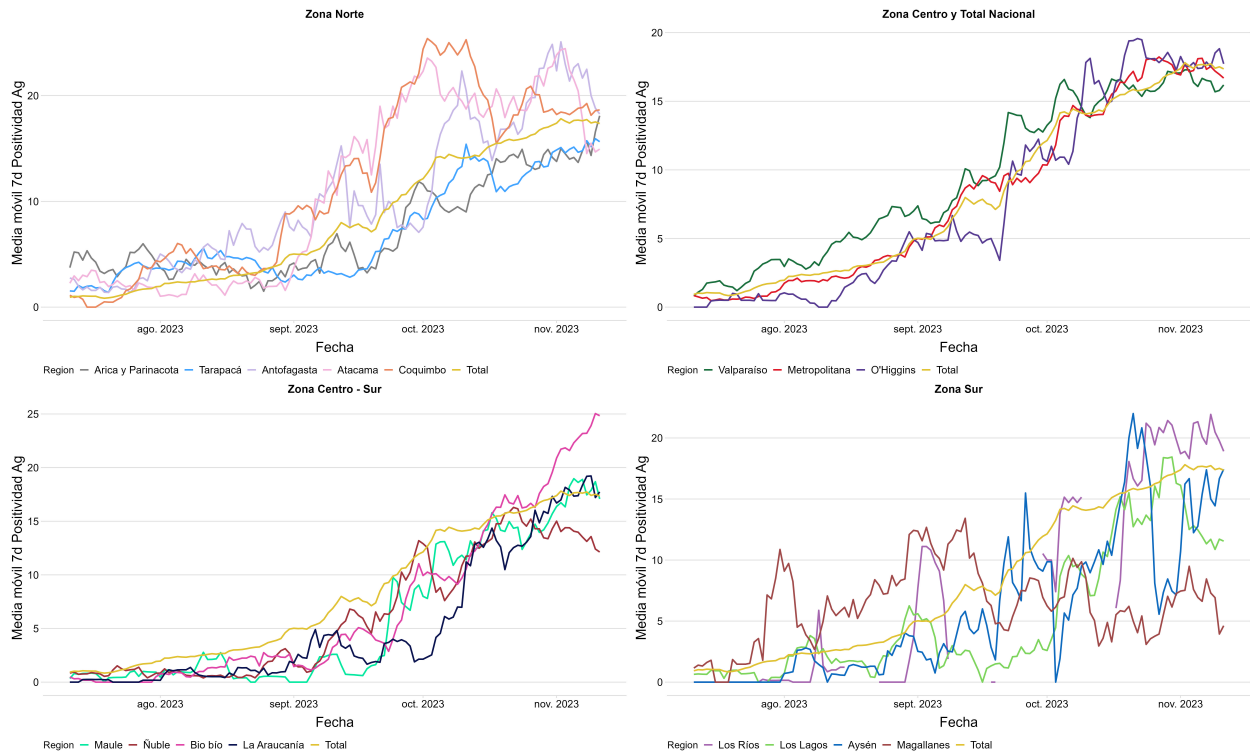 Zona Norte
Media móvil 7d Positividad Ag
20
10
0
ago. 2023 sept. 2023 oct. 2023 nov. 2023
Fecha
Region Arica y Parinacota Tarapacá Antofagasta Atacama Coquimbo Total
Zona Centro y Total Nacional
Media móvil 7d Positividad Ag
20
15
10
5
0
ago. 2023 sept. 2023 oct. 2023 nov. 2023
Fecha
Region Valparaíso Metropolitana O'Higgins Total
Zona Centro - Sur
Media móvil 7d Positividad Ag
25
20
15
10
5
0
ago. 2023 sept. 2023 oct. 2023 nov. 2023
Fecha
Region Maule Ñuble Bio bío La Araucanía Total
Zona Sur
Media móvil 7d Positividad Ag
20
15
10
5
0
ago. 2023 sept. 2023 oct. 2023 nov. 2023
Fecha
Region Los Ríos Los Lagos Aysén Magallanes Total